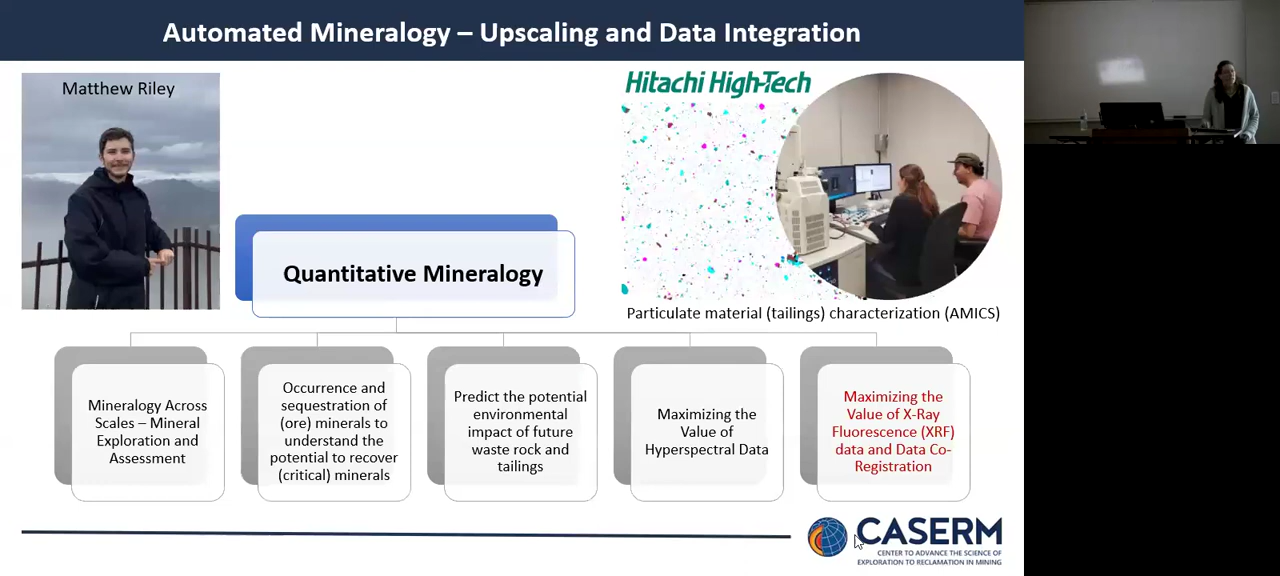 Automated Mineralogy – Upscaling and Data Integration
Matthew Riley
Hitachi High-Tech
Quantitative Mineralogy
Particulate material (tailings) characterization (AMICS)
Mineralogy Across
Scales – Mineral
Exploration and
Assessment
Occurrence and
sequestration of
(ore) minerals to
understand the
potential to recover
(critical) minerals
Predict the potential
environmental
impact of future
waste rock and
tailings
Maximizing the
Value of
Hyperspectral Data
Maximizing the
Value of X-Ray
Fluorescence (XRF)
data and Data Co-
Registration
CASERM
CENTER TO ADVANCE THE SCIENCE OF
EXPLORATION TO RECLAMATION IN MINING